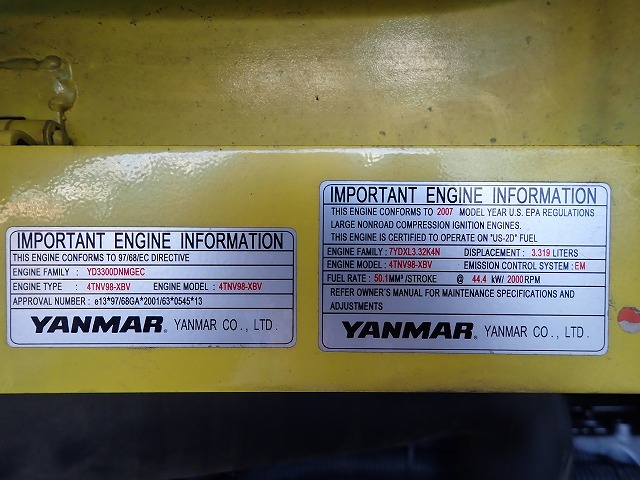 IMPORTANT ENGINE INFORMATION
THIS ENGINE CONFORMS TO 97/68/EC DIRECTIVE
ENGINE FAMILY : YD3300DNMGEC
ENGINE TYPE : 4TNV98-XBV ENGINE MODEL : 4TNV98-XBV
APPROVAL NUMBER : e13*97/68GA*2001/63*0545*13
YANMAR. YANMAR CO., LTD.
IMPORTANT ENGINE INFORMATION
THIS ENGINE CONFORMS TO 2007 MODEL YEAR U.S. EPA REGULATIONS
LARGE NONROAD COMPRESSION IGNITION ENGINES.
THIS ENGINE IS CERTIFIED TO OPERATE ON "US-2D" FUEL
ENGINE FAMILY : 7YDXL3.32K4N DISPLACEMENT : 3.319 LITERS
ENGINE MODEL : 4TNV98-XBV EMISSION CONTROL SYSTEM : EM
FUEL RATE : 50.1MM³/STROKE @ 44.4 kW/ 2000RPM
REFER OWNER'S MANUAL FOR MAINTENANCE SPECIFICATIONS AND
ADJUSTMENTS
YANMAR. YANMAR CO., LTD.